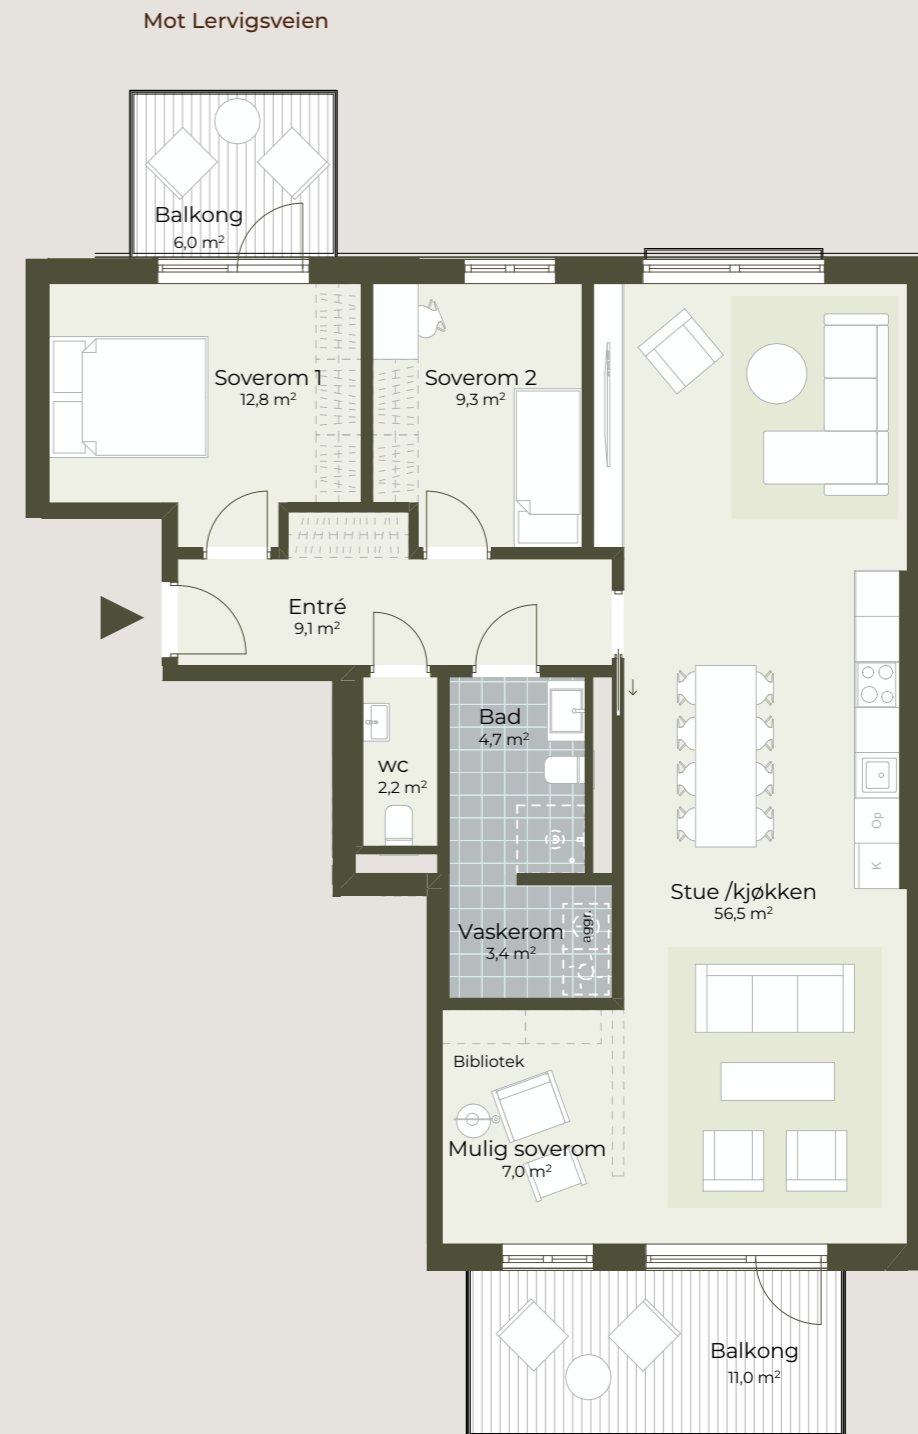 Mot Lervigsveien
Balkong
6,0 m²
Soverom 1
12,8 m²
Soverom 2
9,3 m²
Entré
9,1 m²
Bad
4,7 m²
WC
2,2 m²
Op
K
Stue /kjøkken
56,5 m²
Vaskerom
3,4 m²
aggr.
Bibliotek
Mulig soverom
7,0 m²
Balkong
11,0 m²